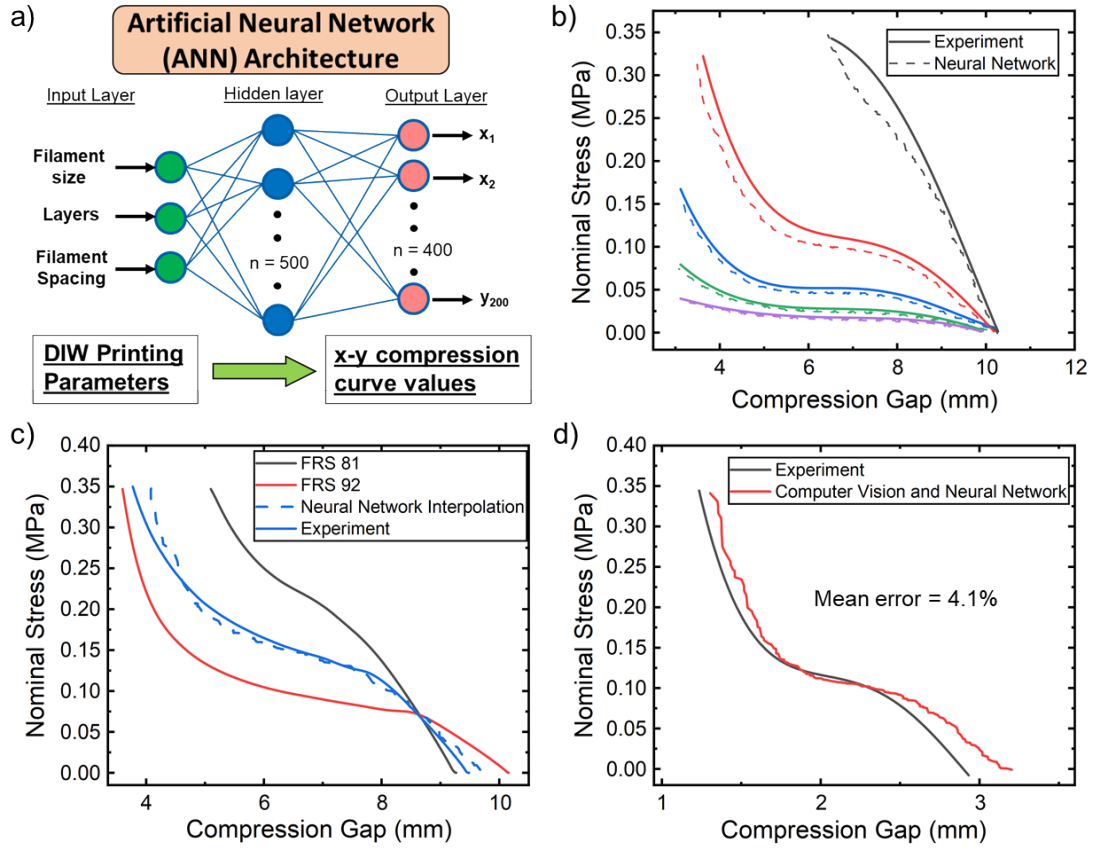 a)
Artificial Neural Network
(ANN) Architecture
Input Layer
Hidden layer
Output Layer
Filament
size
Layers
Filament
Spacing
n = 500
n = 400
x1
x2
y200
DIW Printing
Parameters
x-y compression
curve values
b)
Nominal Stress (MPa)
0.35
0.30
0.25
0.20
0.15
0.10
0.05
0.00
Experiment
Neural Network
4 6 8 10 12
Compression Gap (mm)
c)
Nominal Stress (MPa)
0.40
0.35
0.30
0.25
0.20
0.15
0.10
0.05
0.00
FRS 81
FRS 92
Neural Network Interpolation
Experiment
4 6 8 10
Compression Gap (mm)
d)
Nominal Stress (MPa)
0.40
0.35
0.30
0.25
0.20
0.15
0.10
0.05
0.00
Experiment
Computer Vision and Neural Network
Mean error = 4.1%
1 2 3
Compression Gap (mm)